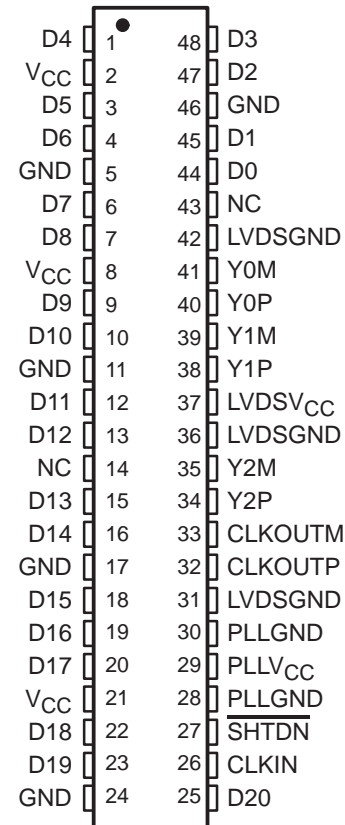 D4 1 48 D3
VCC 2 47 D2
D5 3 46 GND
D6 4 45 D1
GND 5 44 D0
D7 6 43 NC
D8 7 42 LVDSGND
VCC 8 41 Y0M
D9 9 40 Y0P
D10 10 39 Y1M
GND 11 38 Y1P
D11 12 37 LVDSVCC
D12 13 36 LVDSGND
NC 14 35 Y2M
D13 15 34 Y2P
D14 16 33 CLKOUTM
GND 17 32 CLKOUTP
D15 18 31 LVDSGND
D16 19 30 PLLGND
D17 20 29 PLLVCC
VCC 21 28 PLLGND
D18 22 27 SHTDN
D19 23 26 CLKIN
GND 24 25 D20